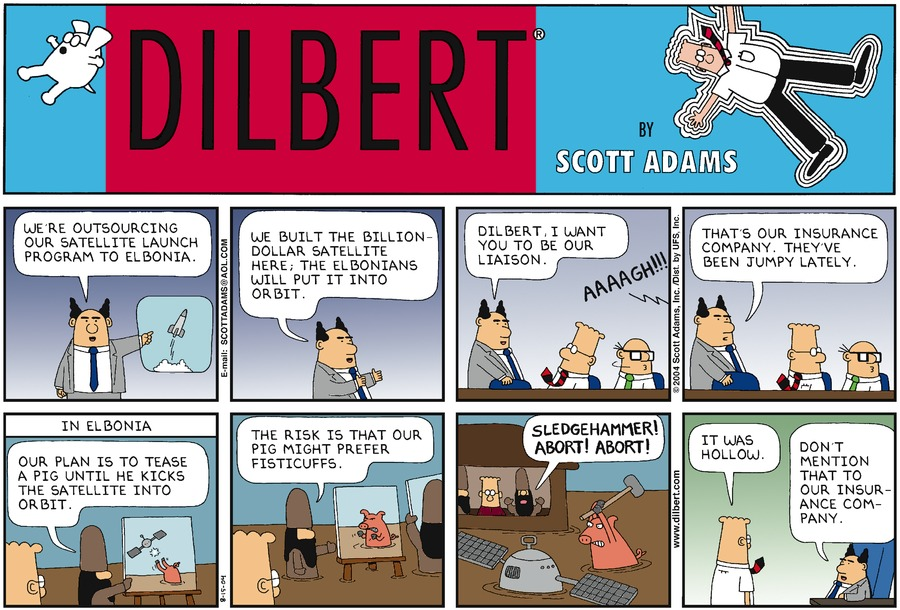 DILBERT®
BY
SCOTT ADAMS
WE'RE OUTSOURCING
OUR SATELLITE LAUNCH
PROGRAM TO ELBONIA.
E-mail: SCOTTADAMS@AOL.COM
WE BUILT THE BILLION-
DOLLAR SATELLITE
HERE; THE ELBONIANS
WILL PUT IT INTO
ORBIT.
DILBERT, I WANT
YOU TO BE OUR
LIAISON.
AAAAGH!!!
© 2004 Scott Adams, Inc./Dist. by UFS, Inc.
THAT'S OUR INSURANCE
COMPANY. THEY'VE
BEEN JUMPY LATELY.
IN ELBONIA
OUR PLAN IS TO TEASE
A PIG UNTIL HE KICKS
THE SATELLITE INTO
ORBIT.
8-15-04
THE RISK IS THAT OUR
PIG MIGHT PREFER
FISTICUFFS.
SLEDGEHAMMER!
ABORT! ABORT!
www.dilbert.com
IT WAS
HOLLOW.
DON'T
MENTION
THAT TO
OUR INSUR-
ANCE COM-
PANY.